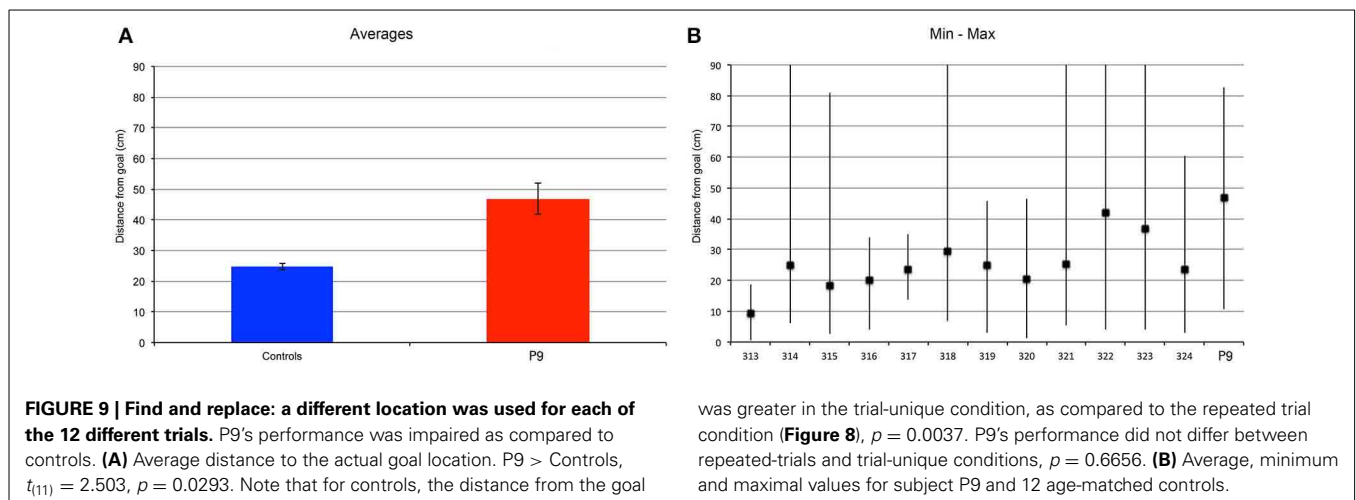 A
Averages
90
80
70
60
50
40
30
20
10
0
Distance from goal (cm)
Controls
P9
B
Min - Max
90
80
70
60
50
40
30
20
10
0
Distance from goal (cm)
313 314 315 316 317 318 319 320 321 322 323 324 P9
FIGURE 9 | Find and replace: a different location was used for each of
the 12 different trials. P9's performance was impaired as compared to
controls. (A) Average distance to the actual goal location. P9 > Controls,
t(11) = 2.503, p = 0.0293. Note that for controls, the distance from the goal
was greater in the trial-unique condition, as compared to the repeated trial
condition (Figure 8), p = 0.0037. P9's performance did not differ between
repeated-trials and trial-unique conditions, p = 0.6656. (B) Average, minimum
and maximal values for subject P9 and 12 age-matched controls.